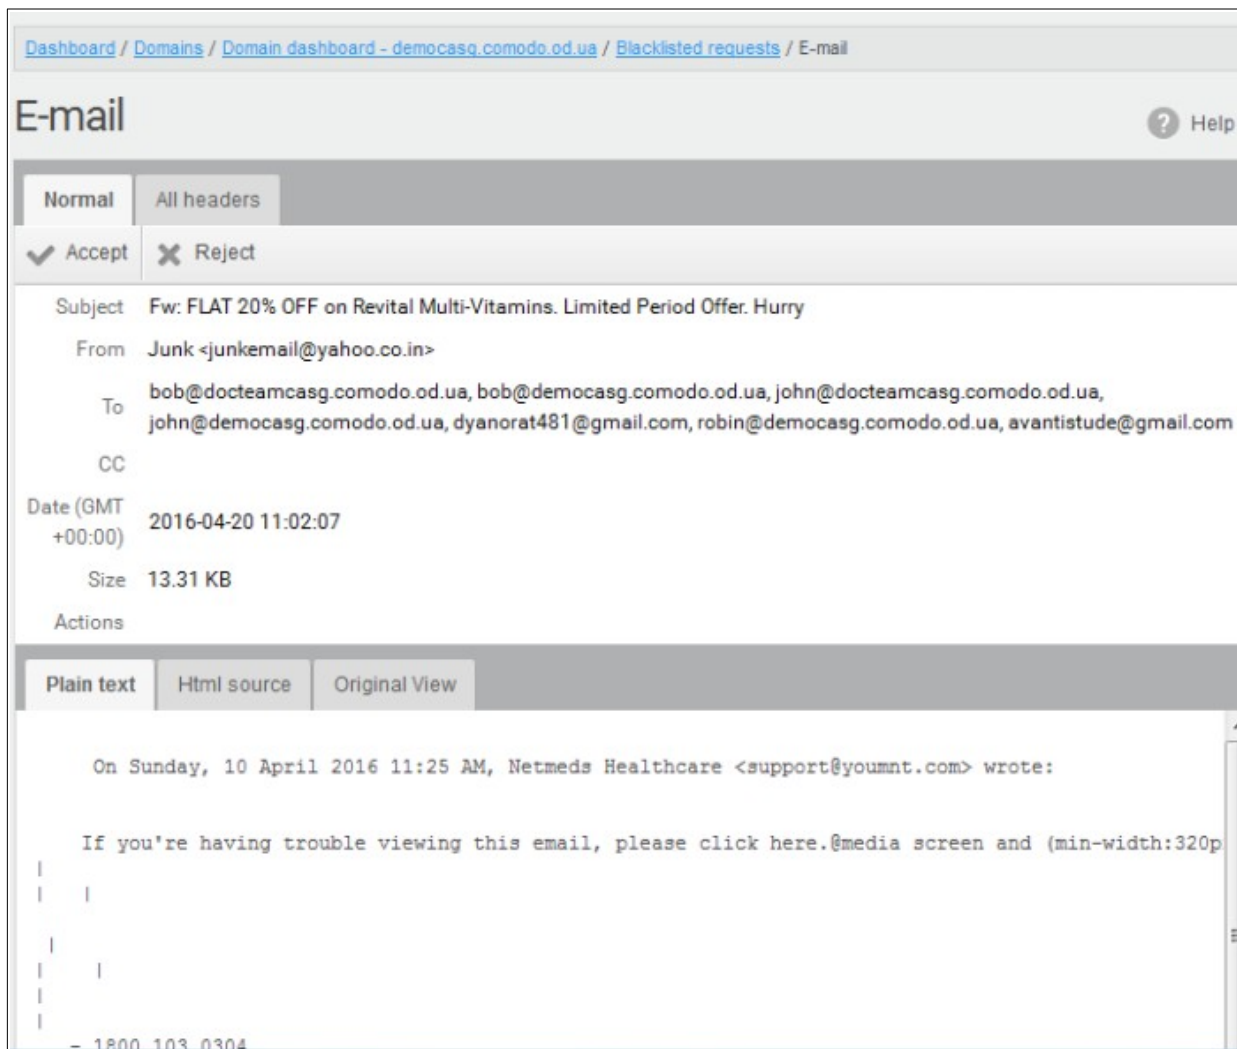 Dashboard / Domains / Domain dashboard - democasg.comodo.od.ua / Blacklisted requests / E-mail
E-mail
? Help
Normal All headers
Accept Reject
Subject Fw: FLAT 20% OFF on Revital Multi-Vitamins. Limited Period Offer. Hurry
From Junk <junkemail@yahoo.co.in>
To bob@docteamcasg.comodo.od.ua, bob@democasg.comodo.od.ua, john@docteamcasg.comodo.od.ua,
john@democasg.comodo.od.ua, dyanorat481@gmail.com, robin@democasg.comodo.od.ua, avantistude@gmail.com
CC
Date (GMT
+00:00) 2016-04-20 11:02:07
Size 13.31 KB
Actions
Plain text Html source Original View
On Sunday, 10 April 2016 11:25 AM, Netmeds Healthcare <support@youmnt.com> wrote:
If you're having trouble viewing this email, please click here.@media screen and (min-width:320p
|
| |
|
| |
|
|
- 1800 103 0304